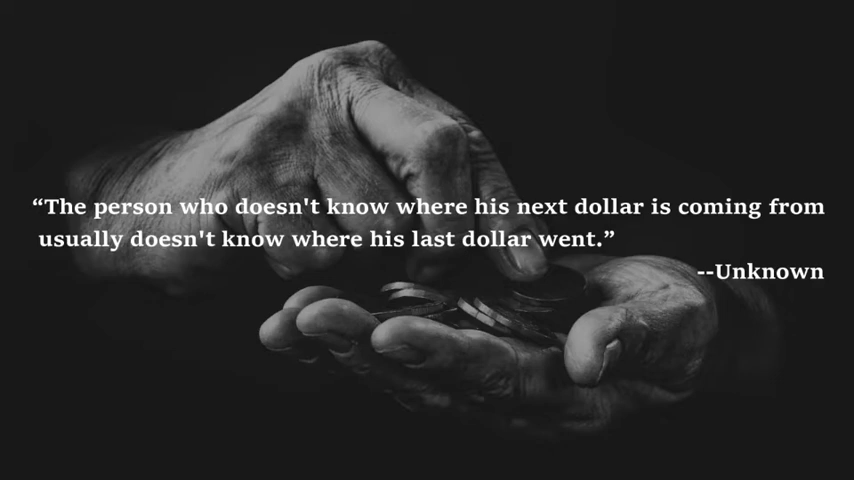 “The person who doesn't know where his next dollar is coming from
usually doesn't know where his last dollar went.”
--Unknown